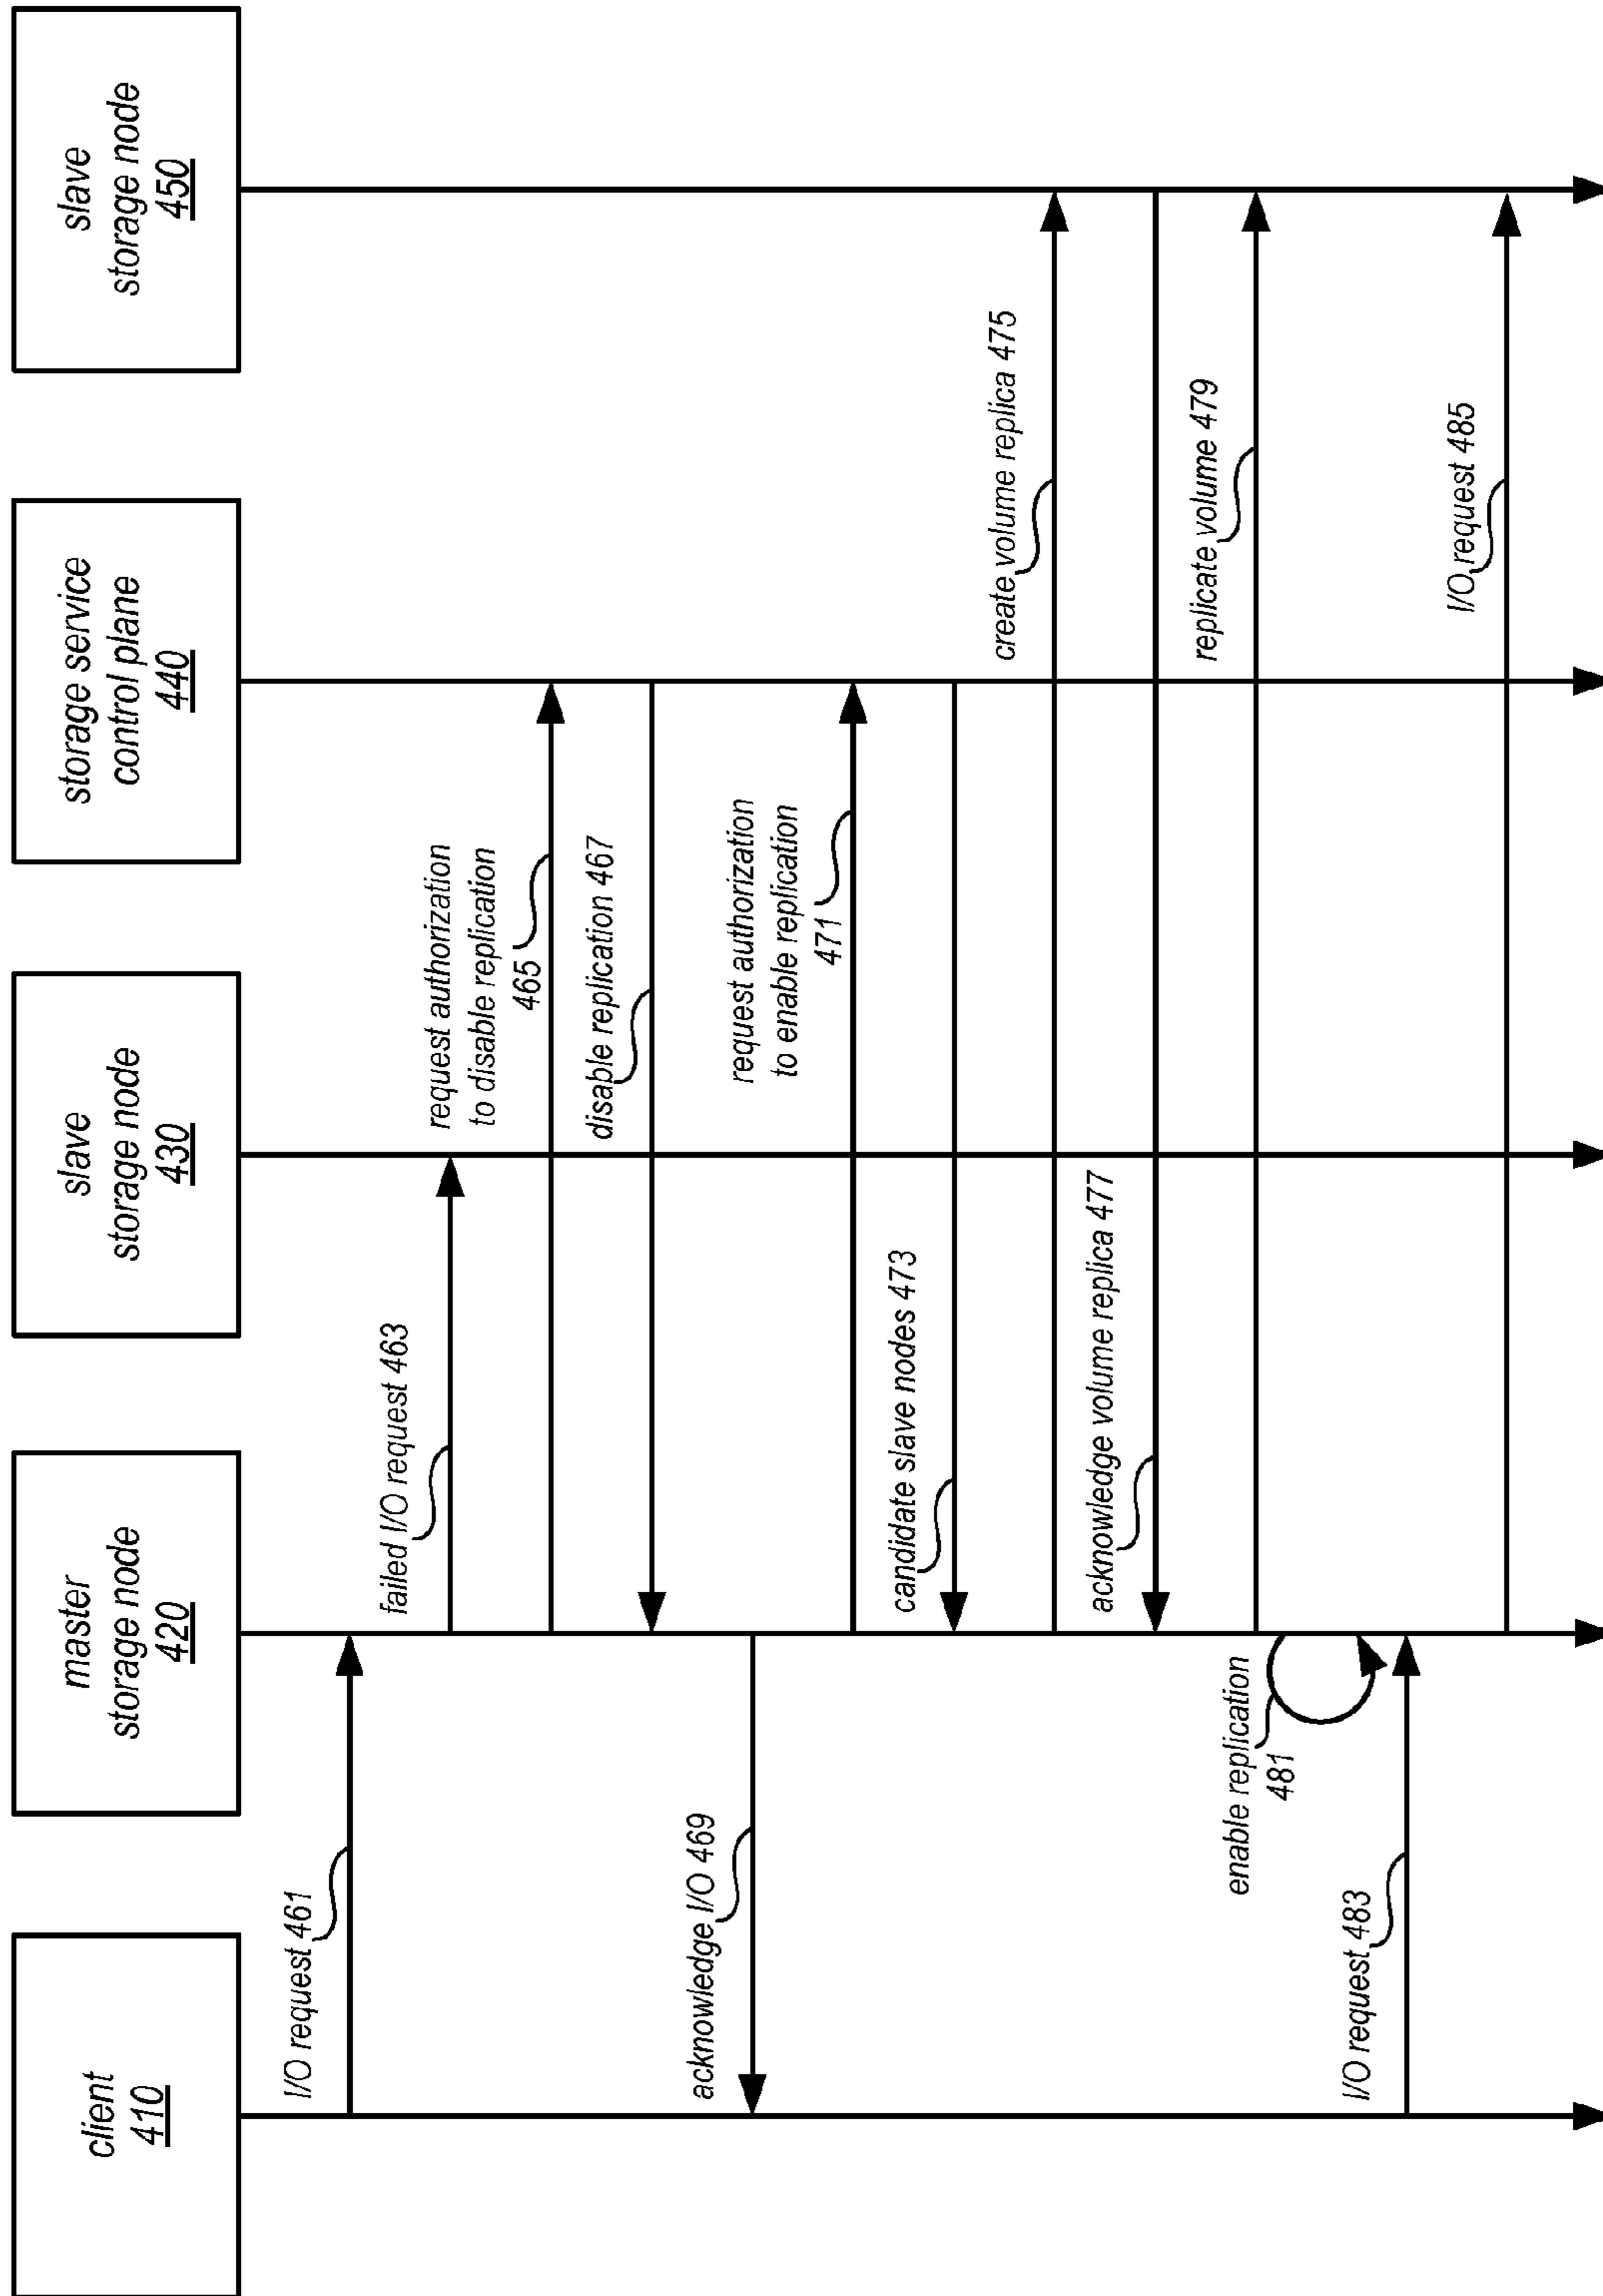 client
410
master
storage node
420
slave
storage node
430
storage service
control plane
440
slave
storage node
450
I/O request 461
failed I/O request 463
request authorization
to disable replication
465
disable replication 467
acknowledge I/O 469
request authorization
to enable replication
471
candidate slave nodes 473
create volume replica 475
acknowledge volume replica 477
replicate volume 479
enable replication
481
I/O request 483
I/O request 485